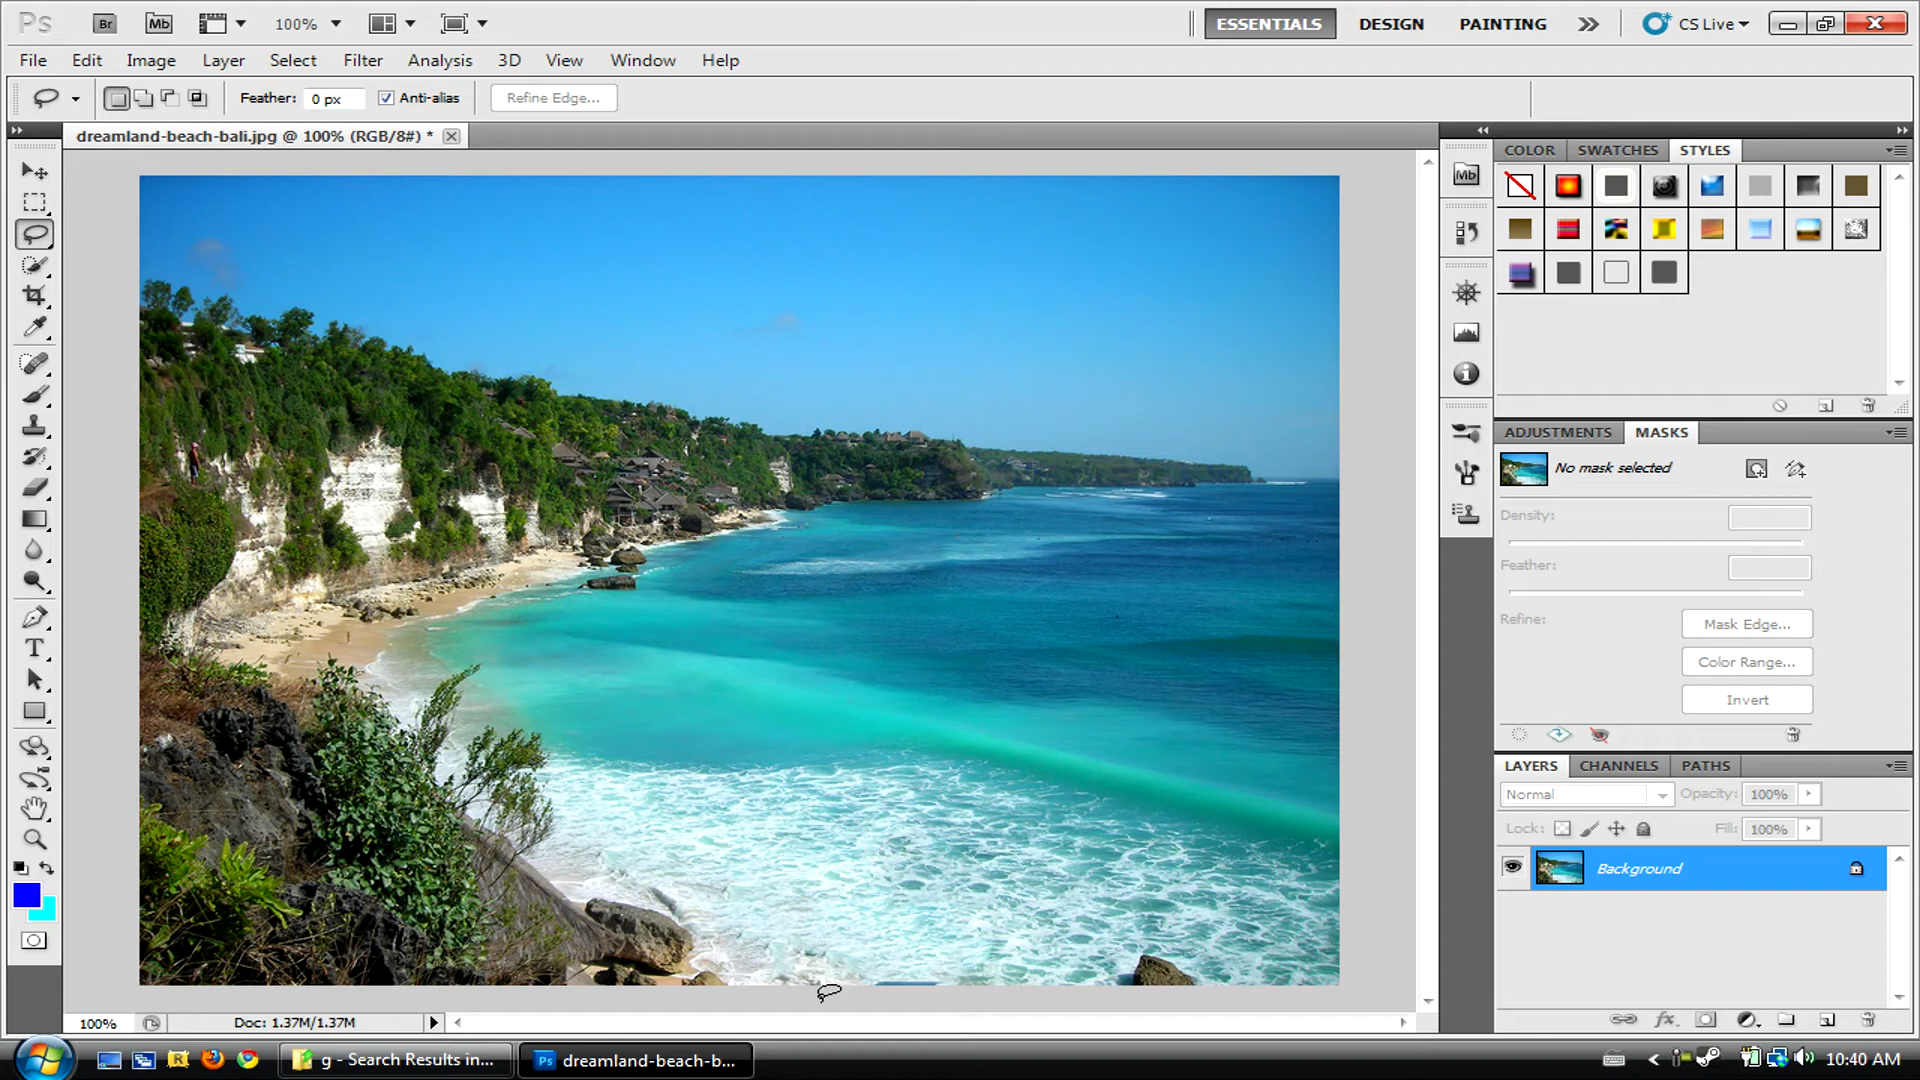 Ps Br Mb 100% ESSENTIALS DESIGN PAINTING CS Live
File Edit Image Layer Select Filter Analysis 3D View Window Help
Feather: 0 px Anti-alias Refine Edge...
dreamland-beach-bali.jpg @ 100% (RGB/8#) *
COLOR SWATCHES STYLES
Mb
ADJUSTMENTS MASKS
No mask selected
Density:
Feather:
Refine: Mask Edge...
Color Range...
Invert
LAYERS CHANNELS PATHS
Normal Opacity: 100%
Lock: Fill: 100%
Background
100% Doc: 1.37M/1.37M
g - Search Results in... Ps dreamland-beach-b... 10:40 AM